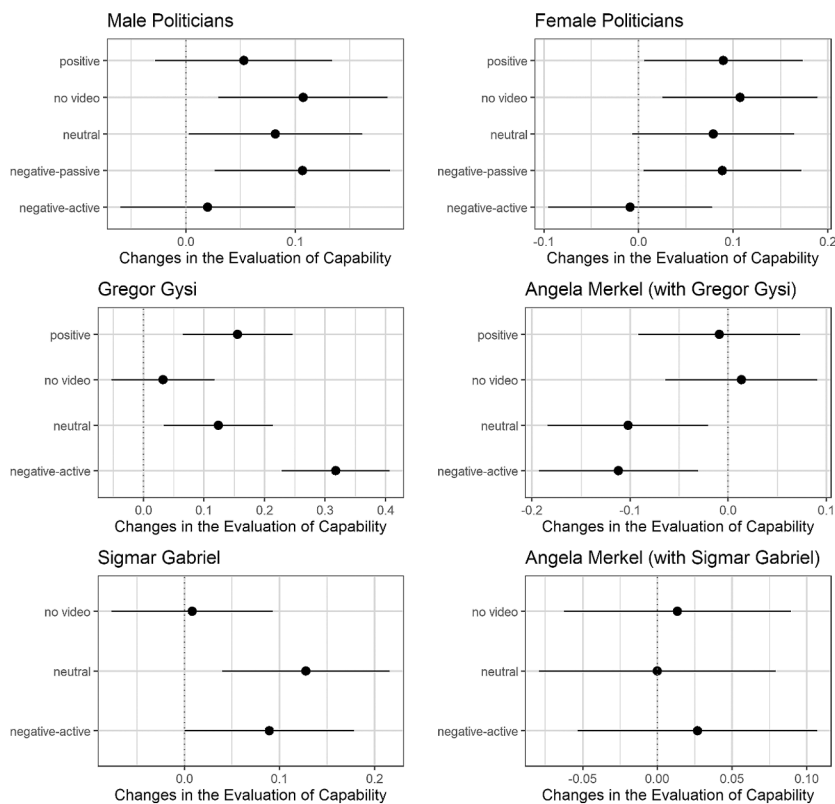 Male Politicians
positive
no video
neutral
negative-passive
negative-active
0.0 0.1
Changes in the Evaluation of Capability
Female Politicians
positive
no video
neutral
negative-passive
negative-active
-0.1 0.0 0.1 0.2
Changes in the Evaluation of Capability
Gregor Gysi
positive
no video
neutral
negative-active
0.0 0.1 0.2 0.3 0.4
Changes in the Evaluation of Capability
Angela Merkel (with Gregor Gysi)
positive
no video
neutral
negative-active
-0.2 -0.1 0.0 0.1
Changes in the Evaluation of Capability
Sigmar Gabriel
no video
neutral
negative-active
0.0 0.1 0.2
Changes in the Evaluation of Capability
Angela Merkel (with Sigmar Gabriel)
no video
neutral
negative-active
-0.05 0.00 0.05 0.10
Changes in the Evaluation of Capability